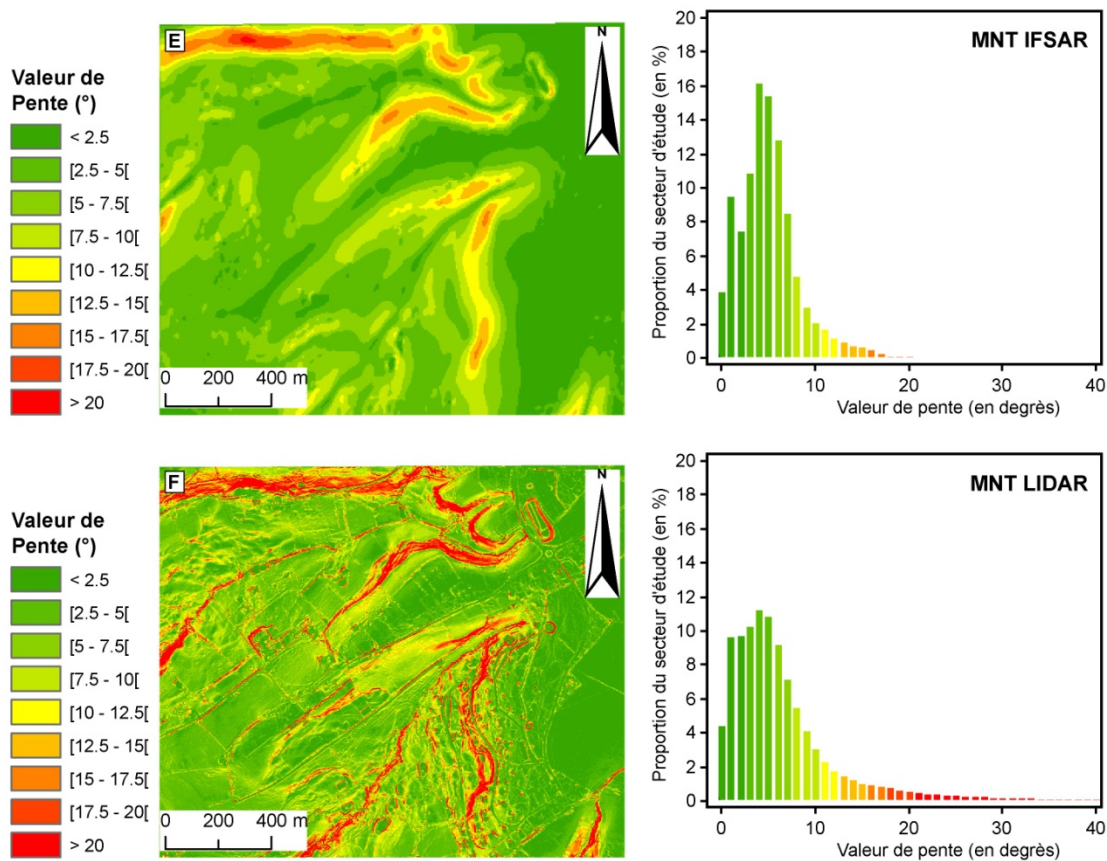 E
N
Valeur de
Pente (°)
< 2.5
[2.5 - 5[
[5 - 7.5[
[7.5 - 10[
[10 - 12.5[
[12.5 - 15[
[15 - 17.5[
[17.5 - 20[
> 20
0 200 400 m
MNT IFSAR
Proportion du secteur d'étude (en %)
20
18
16
14
12
10
8
6
4
2
0
0 10 20 30 40
Valeur de pente (en degrès)
F
N
Valeur de
Pente (°)
< 2.5
[2.5 - 5[
[5 - 7.5[
[7.5 - 10[
[10 - 12.5[
[12.5 - 15[
[15 - 17.5[
[17.5 - 20[
> 20
0 200 400 m
MNT LIDAR
Proportion du secteur d'étude (en %)
20
18
16
14
12
10
8
6
4
2
0
0 10 20 30 40
Valeur de pente (en degrès)